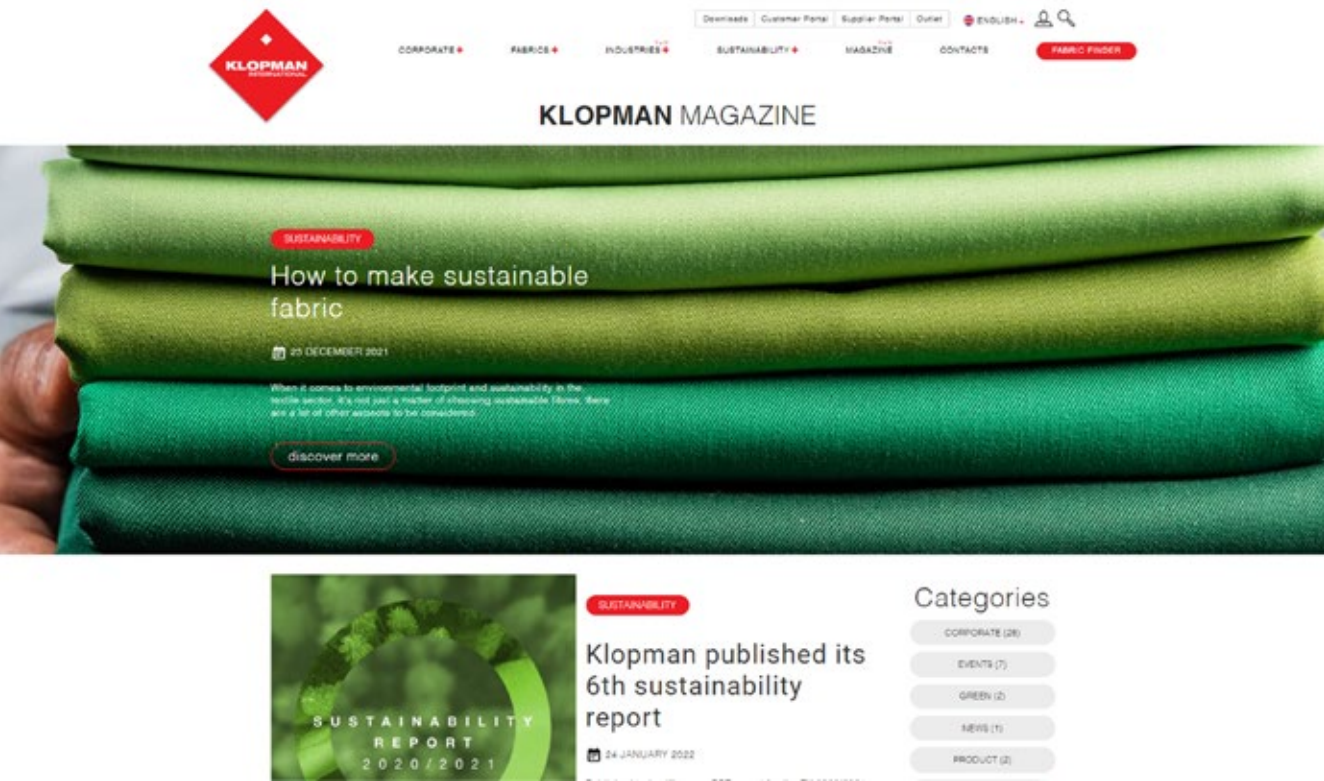 Downloads
Customer Portal
Supplier Portal
Outlet
ENGLISH
KLOPMAN
INTERNATIONAL
CORPORATE+
FABRICS+
INDUSTRIES+
SUSTAINABILITY+
MAGAZINE
CONTACTS
FABRIC FINDER
KLOPMAN MAGAZINE
SUSTAINABILITY
How to make sustainable
fabric
23 DECEMBER 2021
When it comes to environmental footprint and sustainability in the
textile sector, it's not just a matter of choosing sustainable fibres, there
are a lot of other aspects to be considered.
discover more
SUSTAINABILITY
REPORT
2020/2021
SUSTAINABILITY
Klopman published its
6th sustainability
report
24 JANUARY 2022
Categories
CORPORATE (26)
EVENTS (7)
GREEN (2)
NEWS (1)
PRODUCT (2)